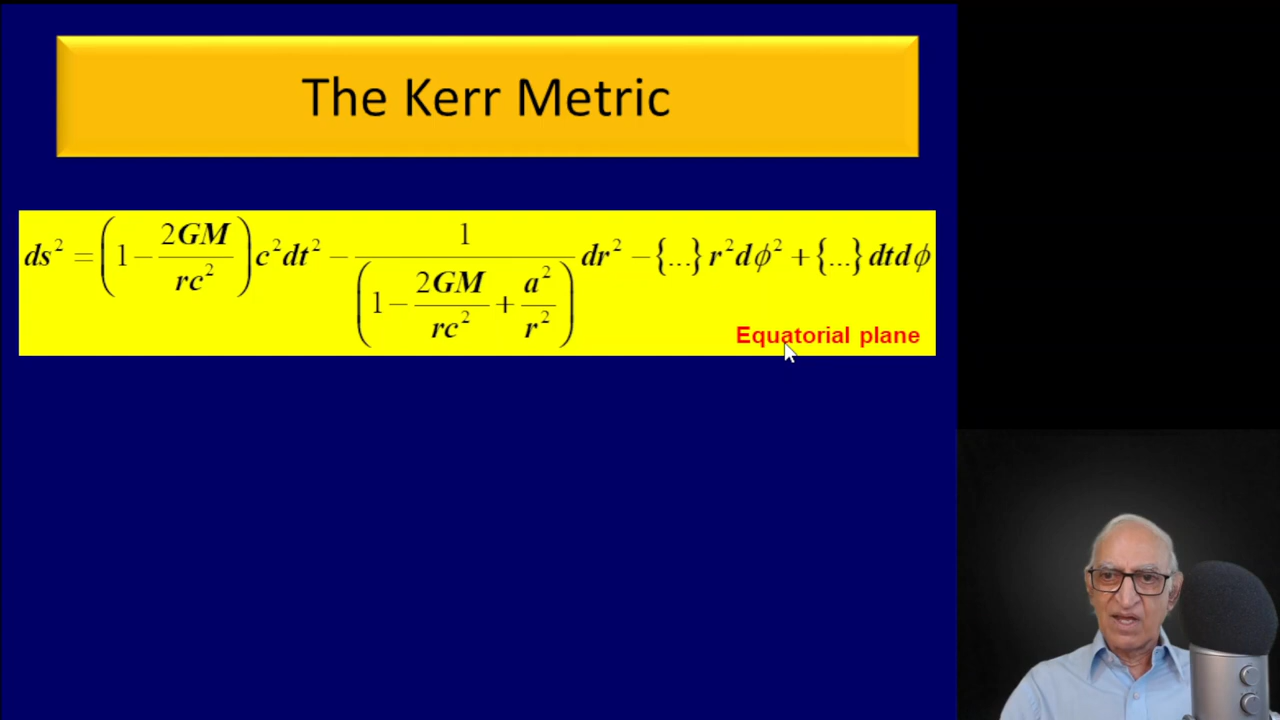 The Kerr Metric
ds² = (1 − 2GM/rc²) c²dt² − 1/(1 − 2GM/rc² + a²/r²) dr² − {...} r²dϕ² + {...} dtdϕ
Equatorial plane